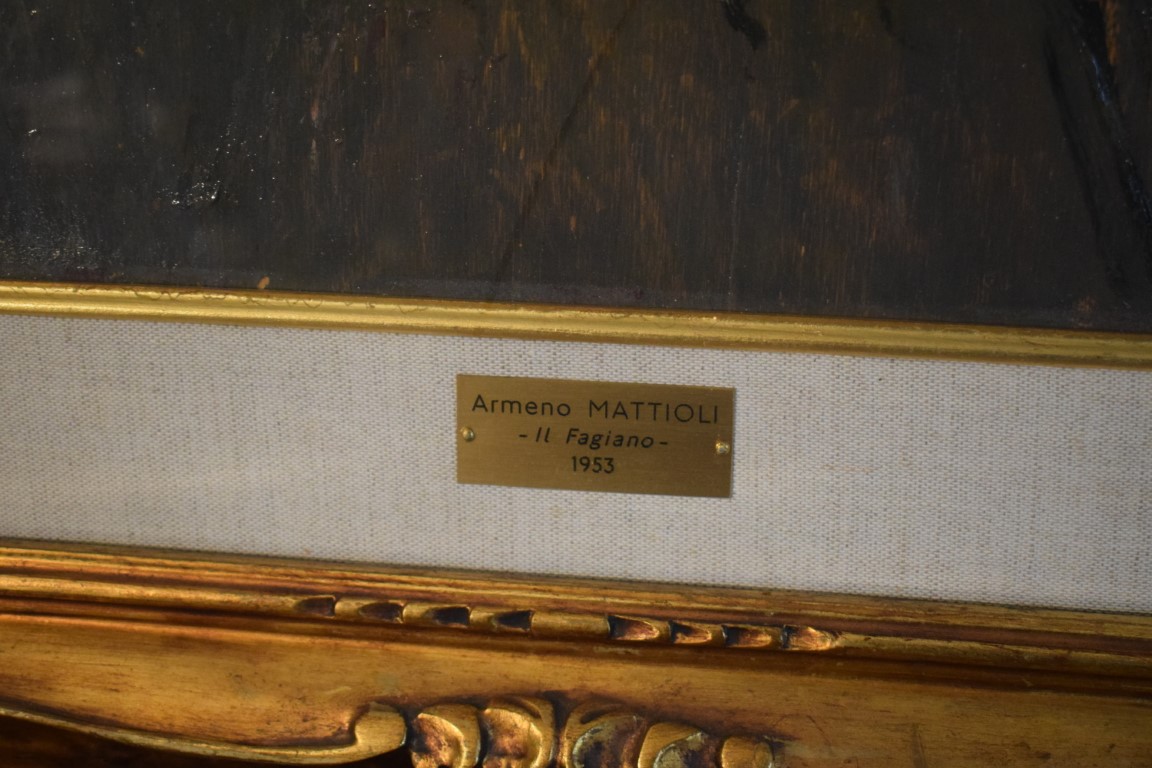 Armeno MATTIOLI
- Il Fagiano -
1953